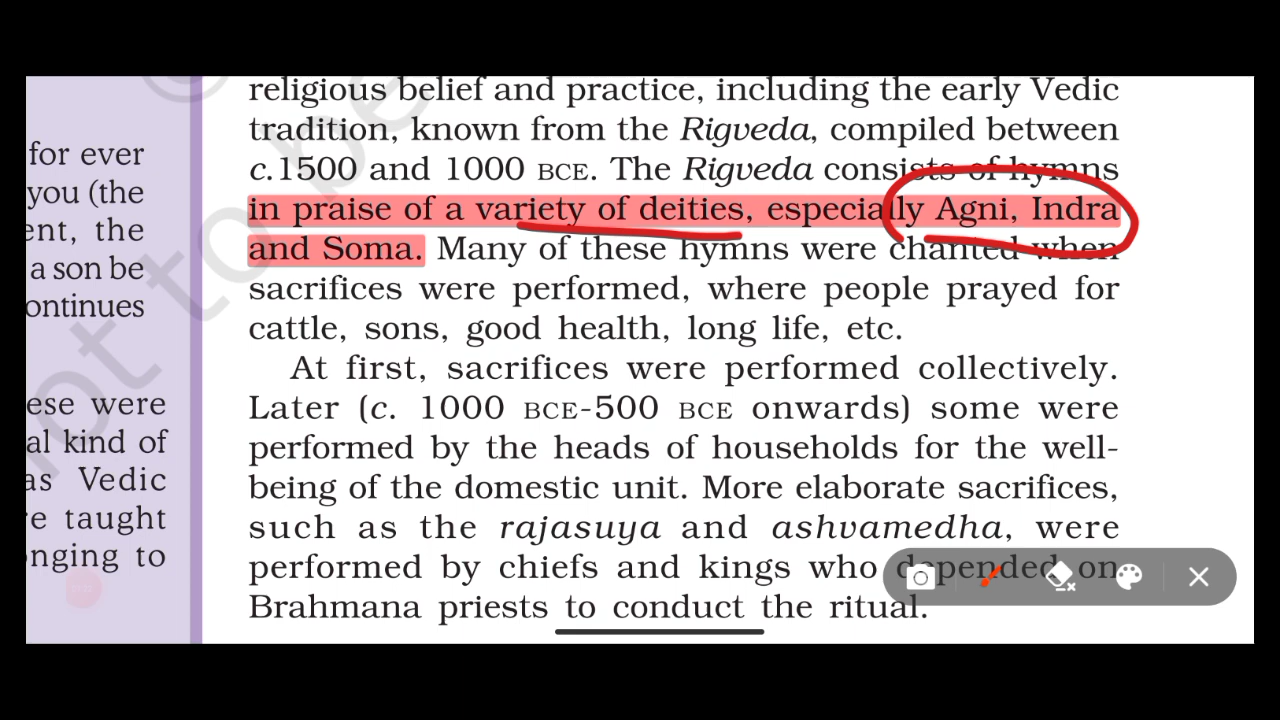 for ever
you (the
ent, the
a son be
ontinues
ese were
al kind of
as Vedic
re taught
onging to
religious belief and practice, including the early Vedic
tradition, known from the Rigveda, compiled between
c.1500 and 1000 BCE. The Rigveda consists of hymns
in praise of a variety of deities, especially Agni, Indra
and Soma. Many of these hymns were chanted when
sacrifices were performed, where people prayed for
cattle, sons, good health, long life, etc.
At first, sacrifices were performed collectively.
Later (c. 1000 BCE-500 BCE onwards) some were
performed by the heads of households for the well-
being of the domestic unit. More elaborate sacrifices,
such as the rajasuya and ashvamedha, were
performed by chiefs and kings who depended on
Brahmana priests to conduct the ritual.
not to be